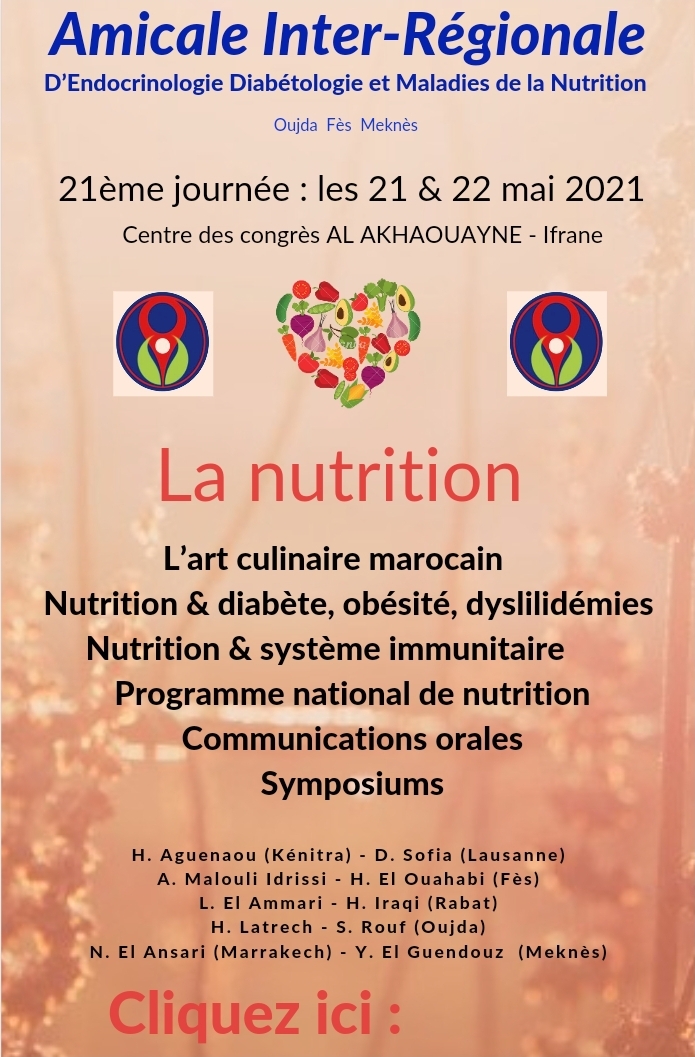 Amicale Inter-Régionale
D’Endocrinologie Diabétologie et Maladies de la Nutrition
Oujda Fès Meknès
21ème journée : les 21 & 22 mai 2021
Centre des congrès AL AKHAOUAYNE - Ifrane
La nutrition
L’art culinaire marocain
Nutrition & diabète, obésité, dyslilidémies
Nutrition & système immunitaire
Programme national de nutrition
Communications orales
Symposiums
H. Aguenaou (Kénitra) - D. Sofia (Lausanne)
A. Malouli Idrissi - H. El Ouahabi (Fès)
L. El Ammari - H. Iraqi (Rabat)
H. Latrech - S. Rouf (Oujda)
N. El Ansari (Marrakech) - Y. El Guendouz (Meknès)
Cliquez ici :